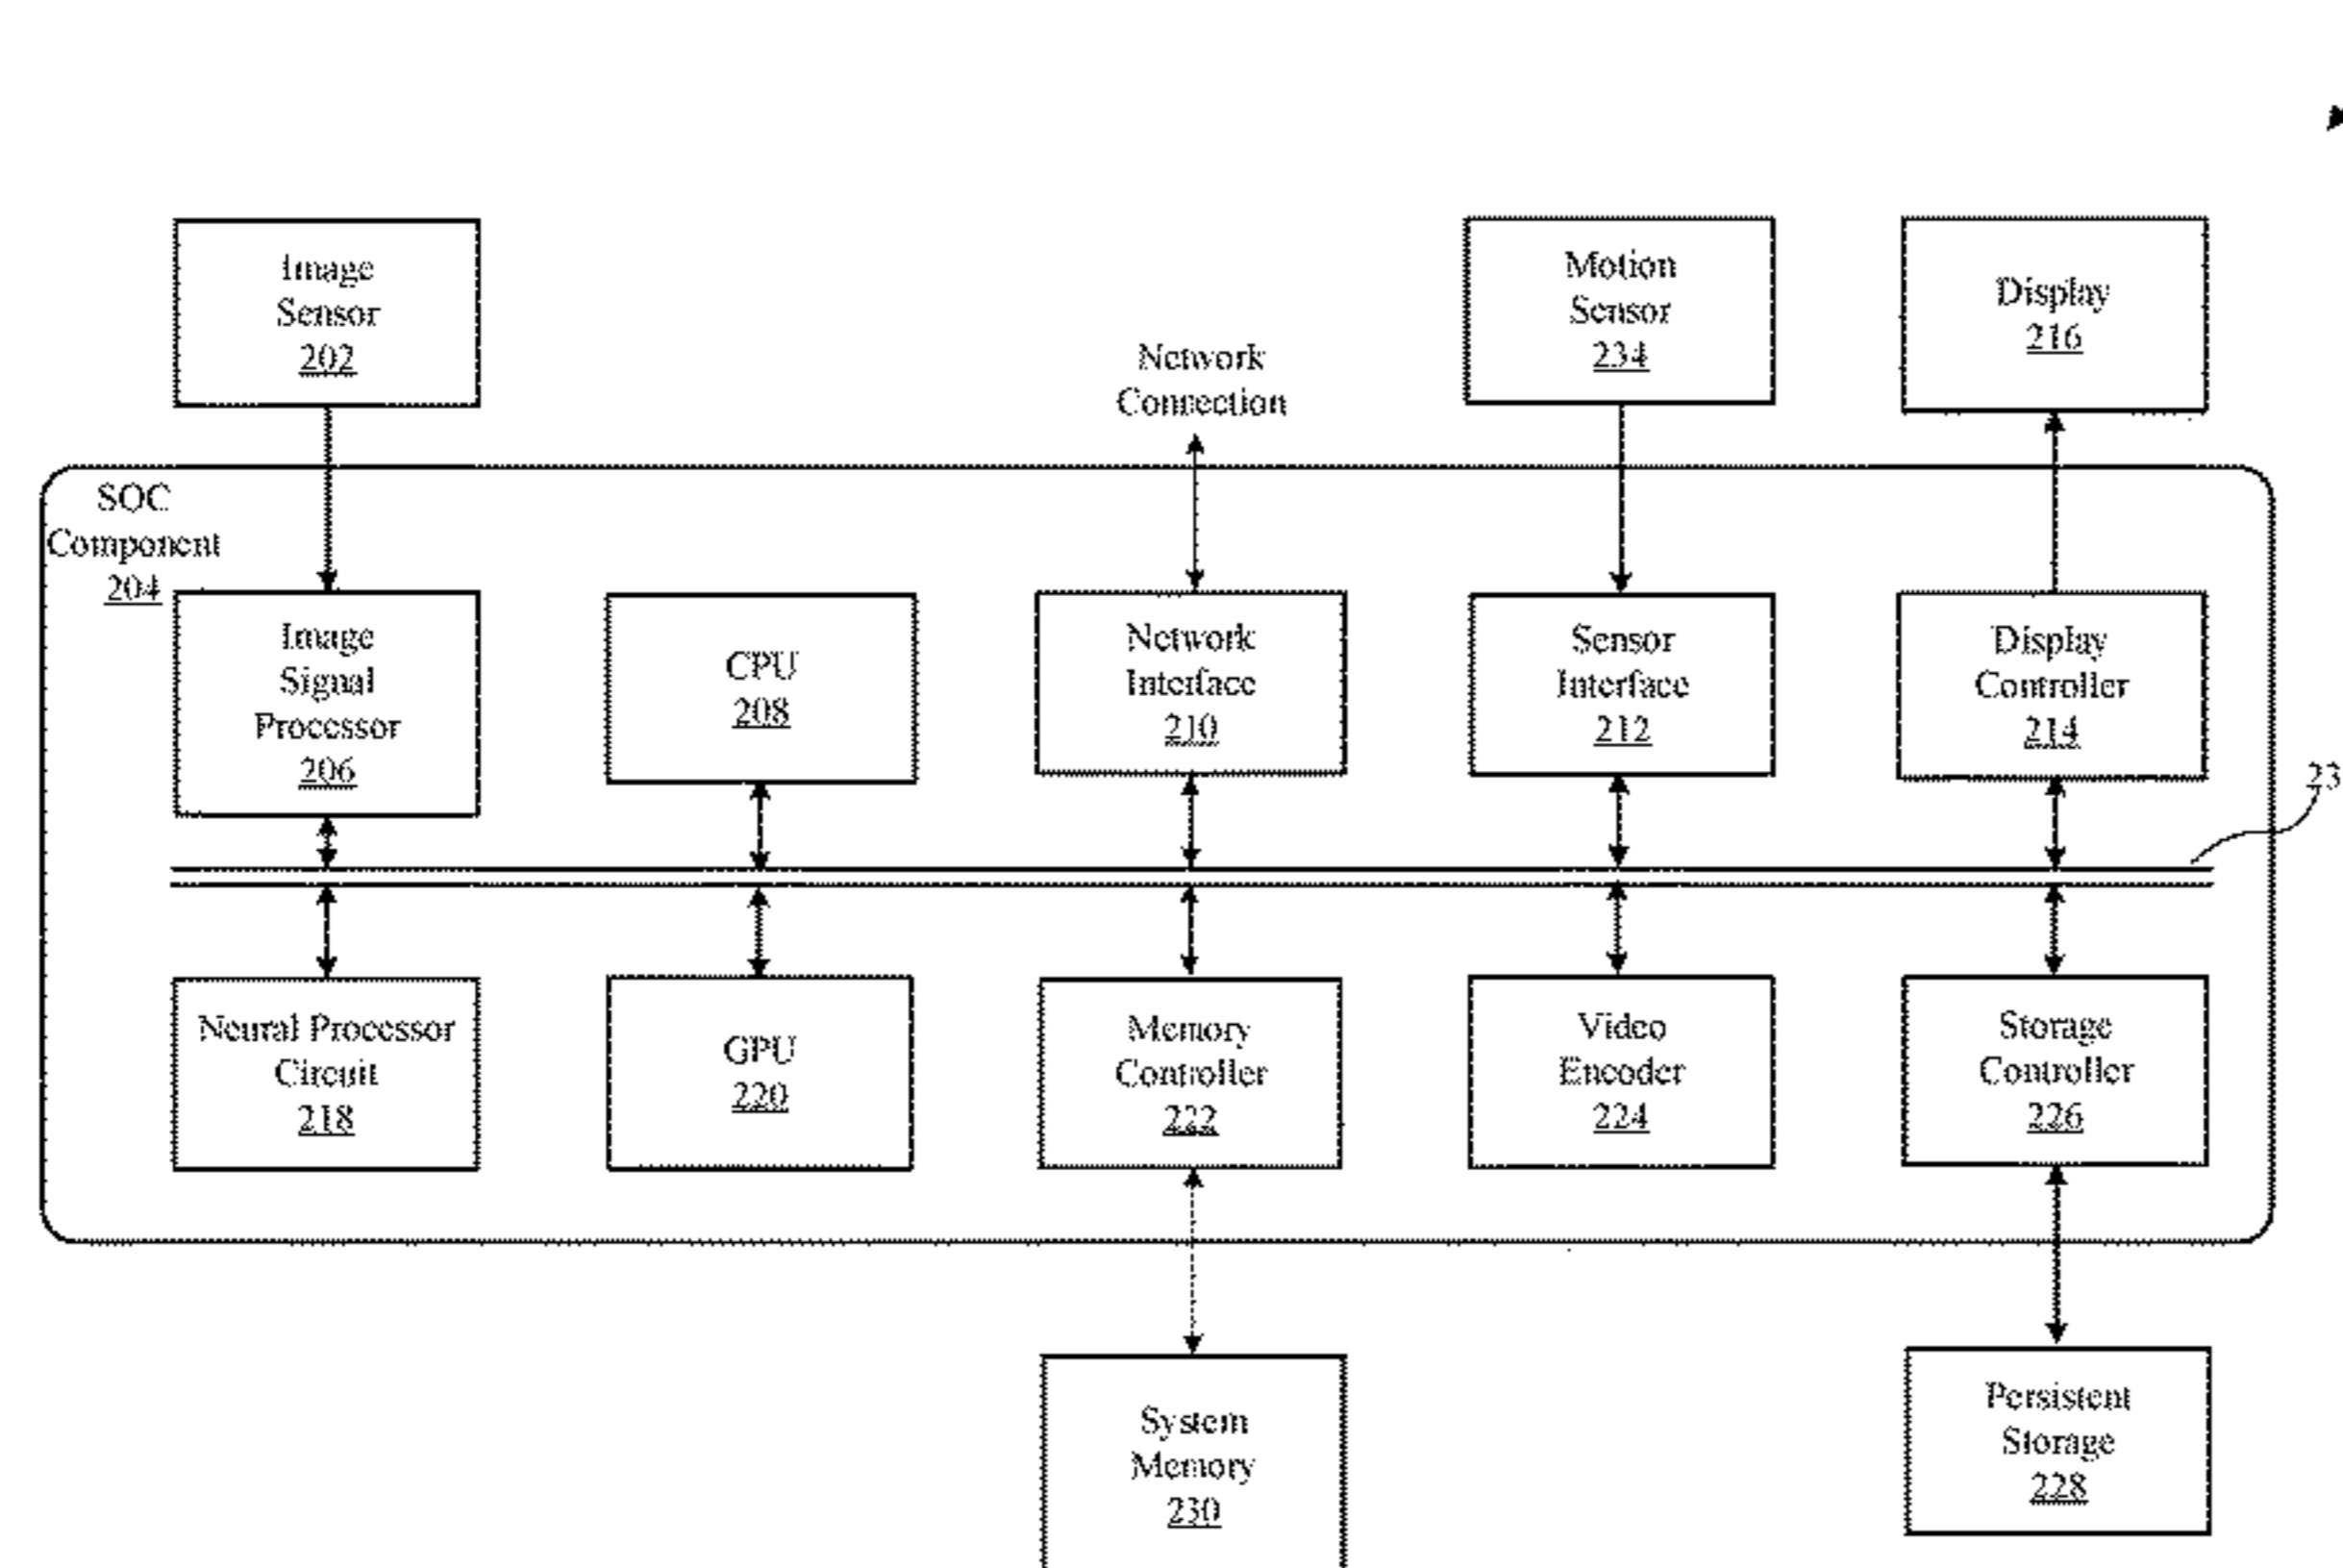 Image
Sensor
202
Network
Connection
Motion
Sensor
234
Display
216
SOC
Component
204
Image
Signal
Processor
206
CPU
208
Network
Interface
210
Sensor
Interface
212
Display
Controller
214
23
Neural Processor
Circuit
218
GPU
220
Memory
Controller
222
Video
Encoder
224
Storage
Controller
226
System
Memory
230
Persistent
Storage
228